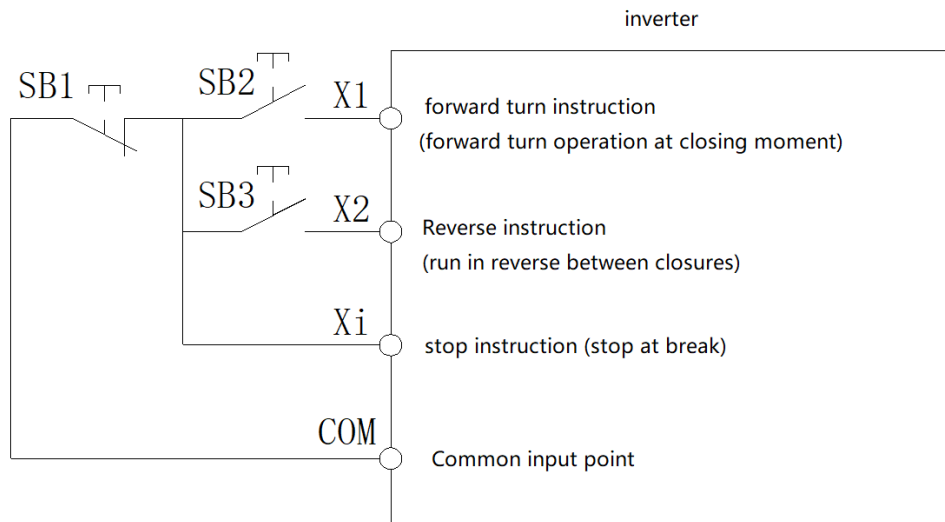 inverter
SB1
SB2
X1
forward turn instruction
(forward turn operation at closing moment)
SB3
X2
Reverse instruction
(run in reverse between closures)
Xi
stop instruction (stop at break)
COM
Common input point